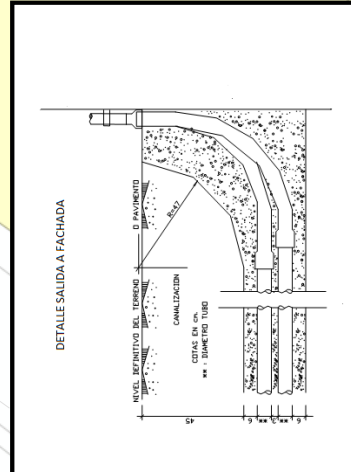 DETALLE SALIDA A FACHADA
NIVEL DEFINITIVO DEL TERRENO O PAVIMENTO
R=47
CANALIZACION
COTAS EN cm.
** : DIAMETRO TUBO
45
6
**
3
**
6